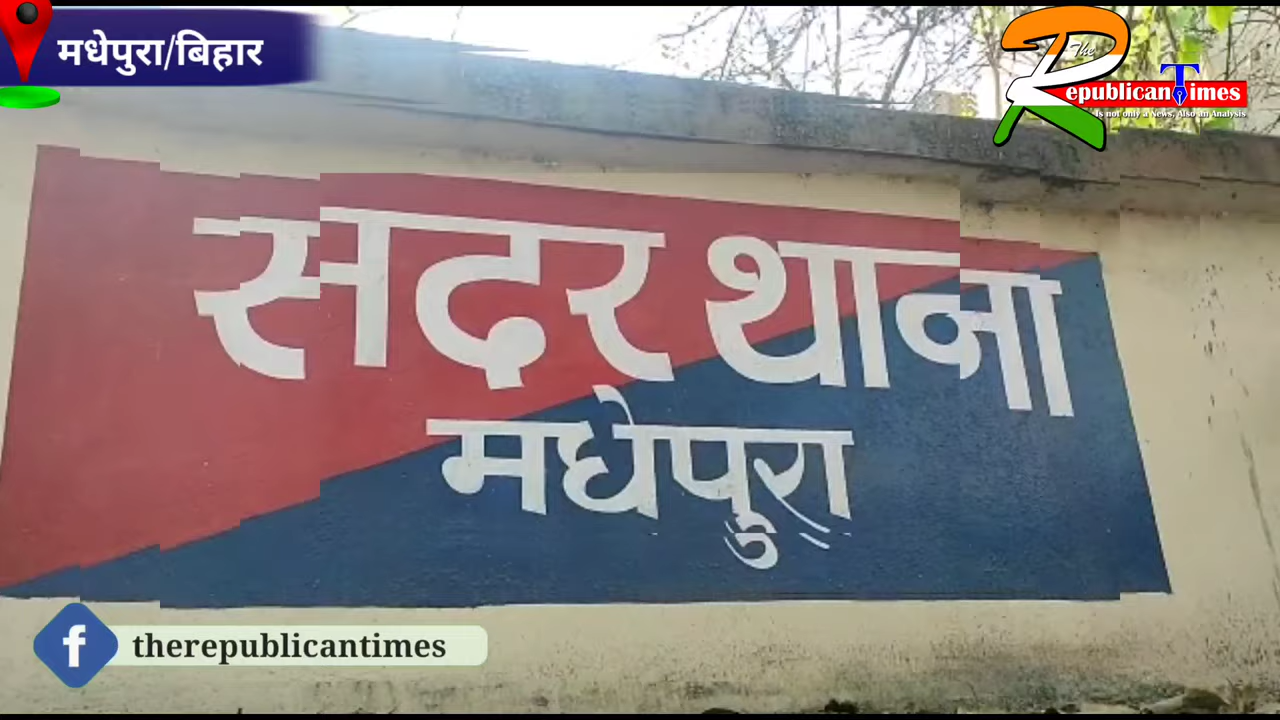 मधेपुरा/बिहार
The
Republican Times
Is not only a News, Also an Analysis
सदर थाना
मधेपुरा
therepublicantimes